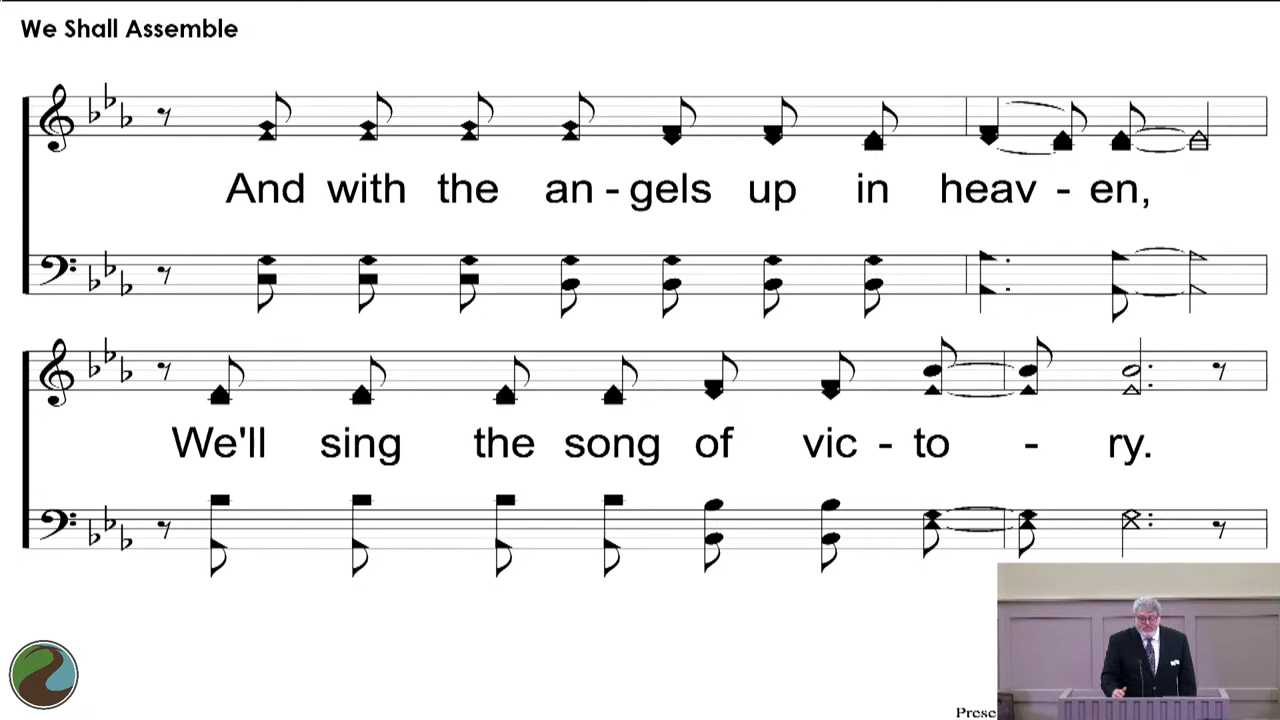 We Shall Assemble
And with the an - gels up in heav - en,
We'll sing the song of vic - to - ry.
Prese